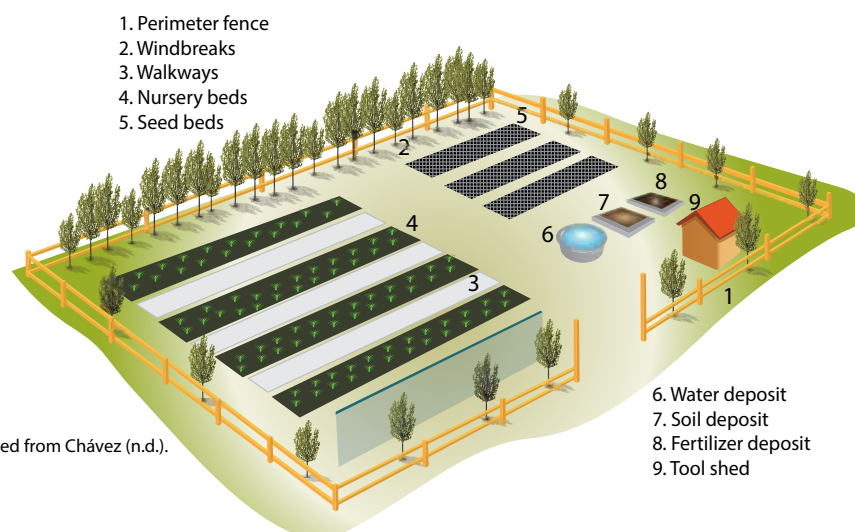 1. Perimeter fence
2. Windbreaks
3. Walkways
4. Nursery beds
5. Seed beds
5
2
8
7
9
4
6
3
1
6. Water deposit
7. Soil deposit
8. Fertilizer deposit
9. Tool shed
ed from Chávez (n.d.).